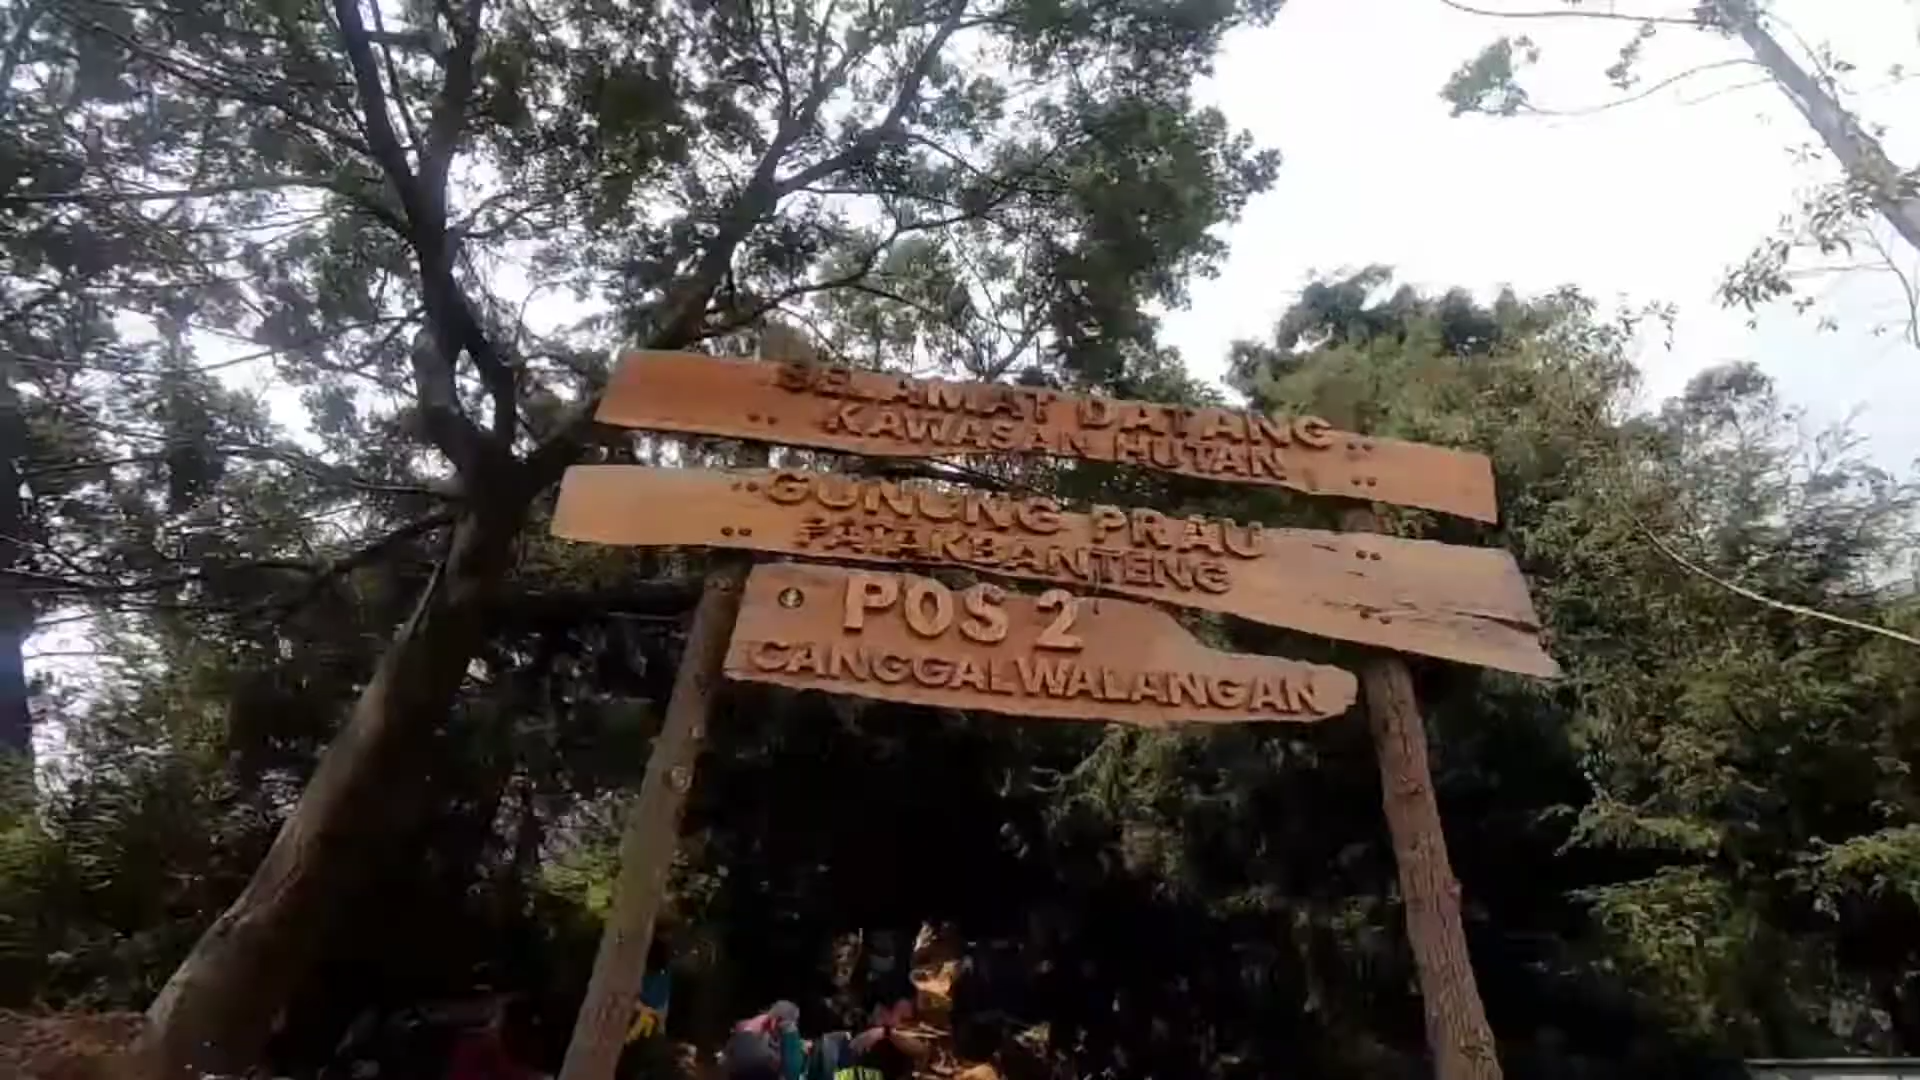 SELAMAT DATANG
KAWASAN HUTAN
GUNUNG PRAU
PATAKBANTENG
POS 2
CANGGAL WALANGAN